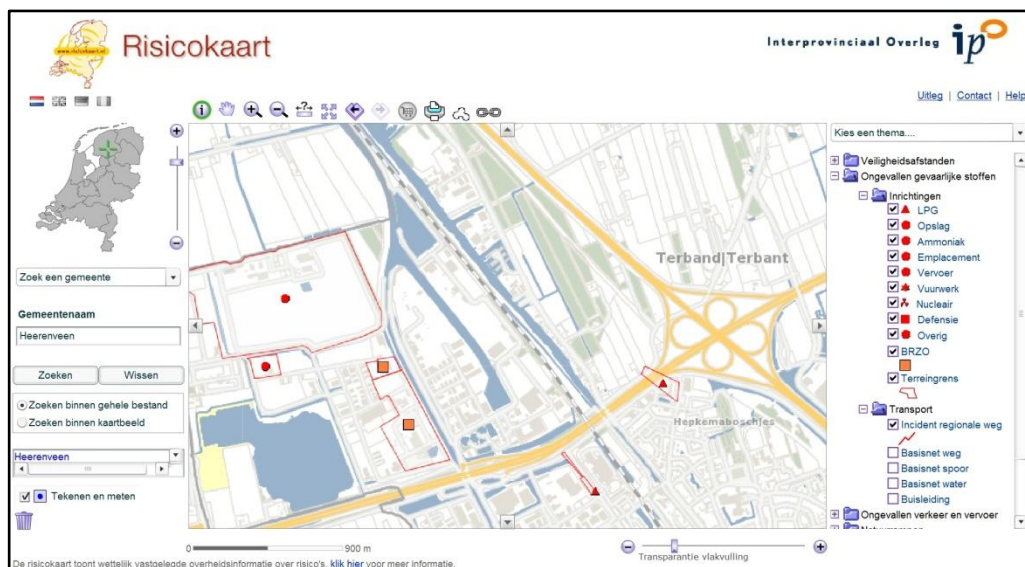 www.risicokaart.nl
Risicokaart
Interprovinciaal Overleg ipo
Uitleg | Contact | Help
Kies een thema....
Veiligheidsafstanden
Ongevallen gevaarlijke stoffen
Inrichtingen
LPG
Opslag
Ammoniak
Emplacement
Vervoer
Vuurwerk
Nucleair
Defensie
Overig
BRZO
Terreingrens
Transport
Incident regionale weg
Basisnet weg
Basisnet spoor
Basisnet water
Buisleiding
Ongevallen verkeer en vervoer
Terband|Terbant
Hepkemaboschjes
Zoek een gemeente
Gemeentenaam
Heerenveen
Zoeken Wissen
Zoeken binnen gehele bestand
Zoeken binnen kaartbeeld
Heerenveen
Tekenen en meten
0 900 m
Transparantie vlakvulling
De risicokaart toont wettelijk vastgelegde overheidsinformatie over risico's, klik hier voor meer informatie.